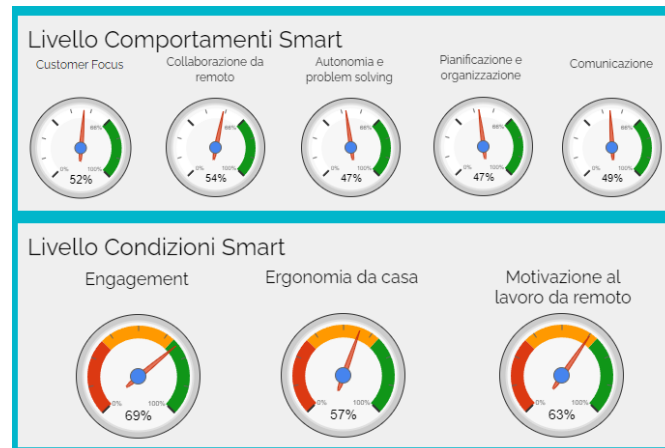 Livello Comportamenti Smart
Customer Focus
Collaborazione da
remoto
Autonomia e
problem solving
Pianificazione e
organizzazione
Comunicazione
66%
0%
100%
52%
66%
0%
100%
54%
66%
0%
100%
47%
66%
0%
100%
47%
66%
0%
100%
49%
Livello Condizioni Smart
Engagement
Ergonomia da casa
Motivazione al
lavoro da remoto
0%
100%
69%
0%
100%
57%
0%
100%
63%